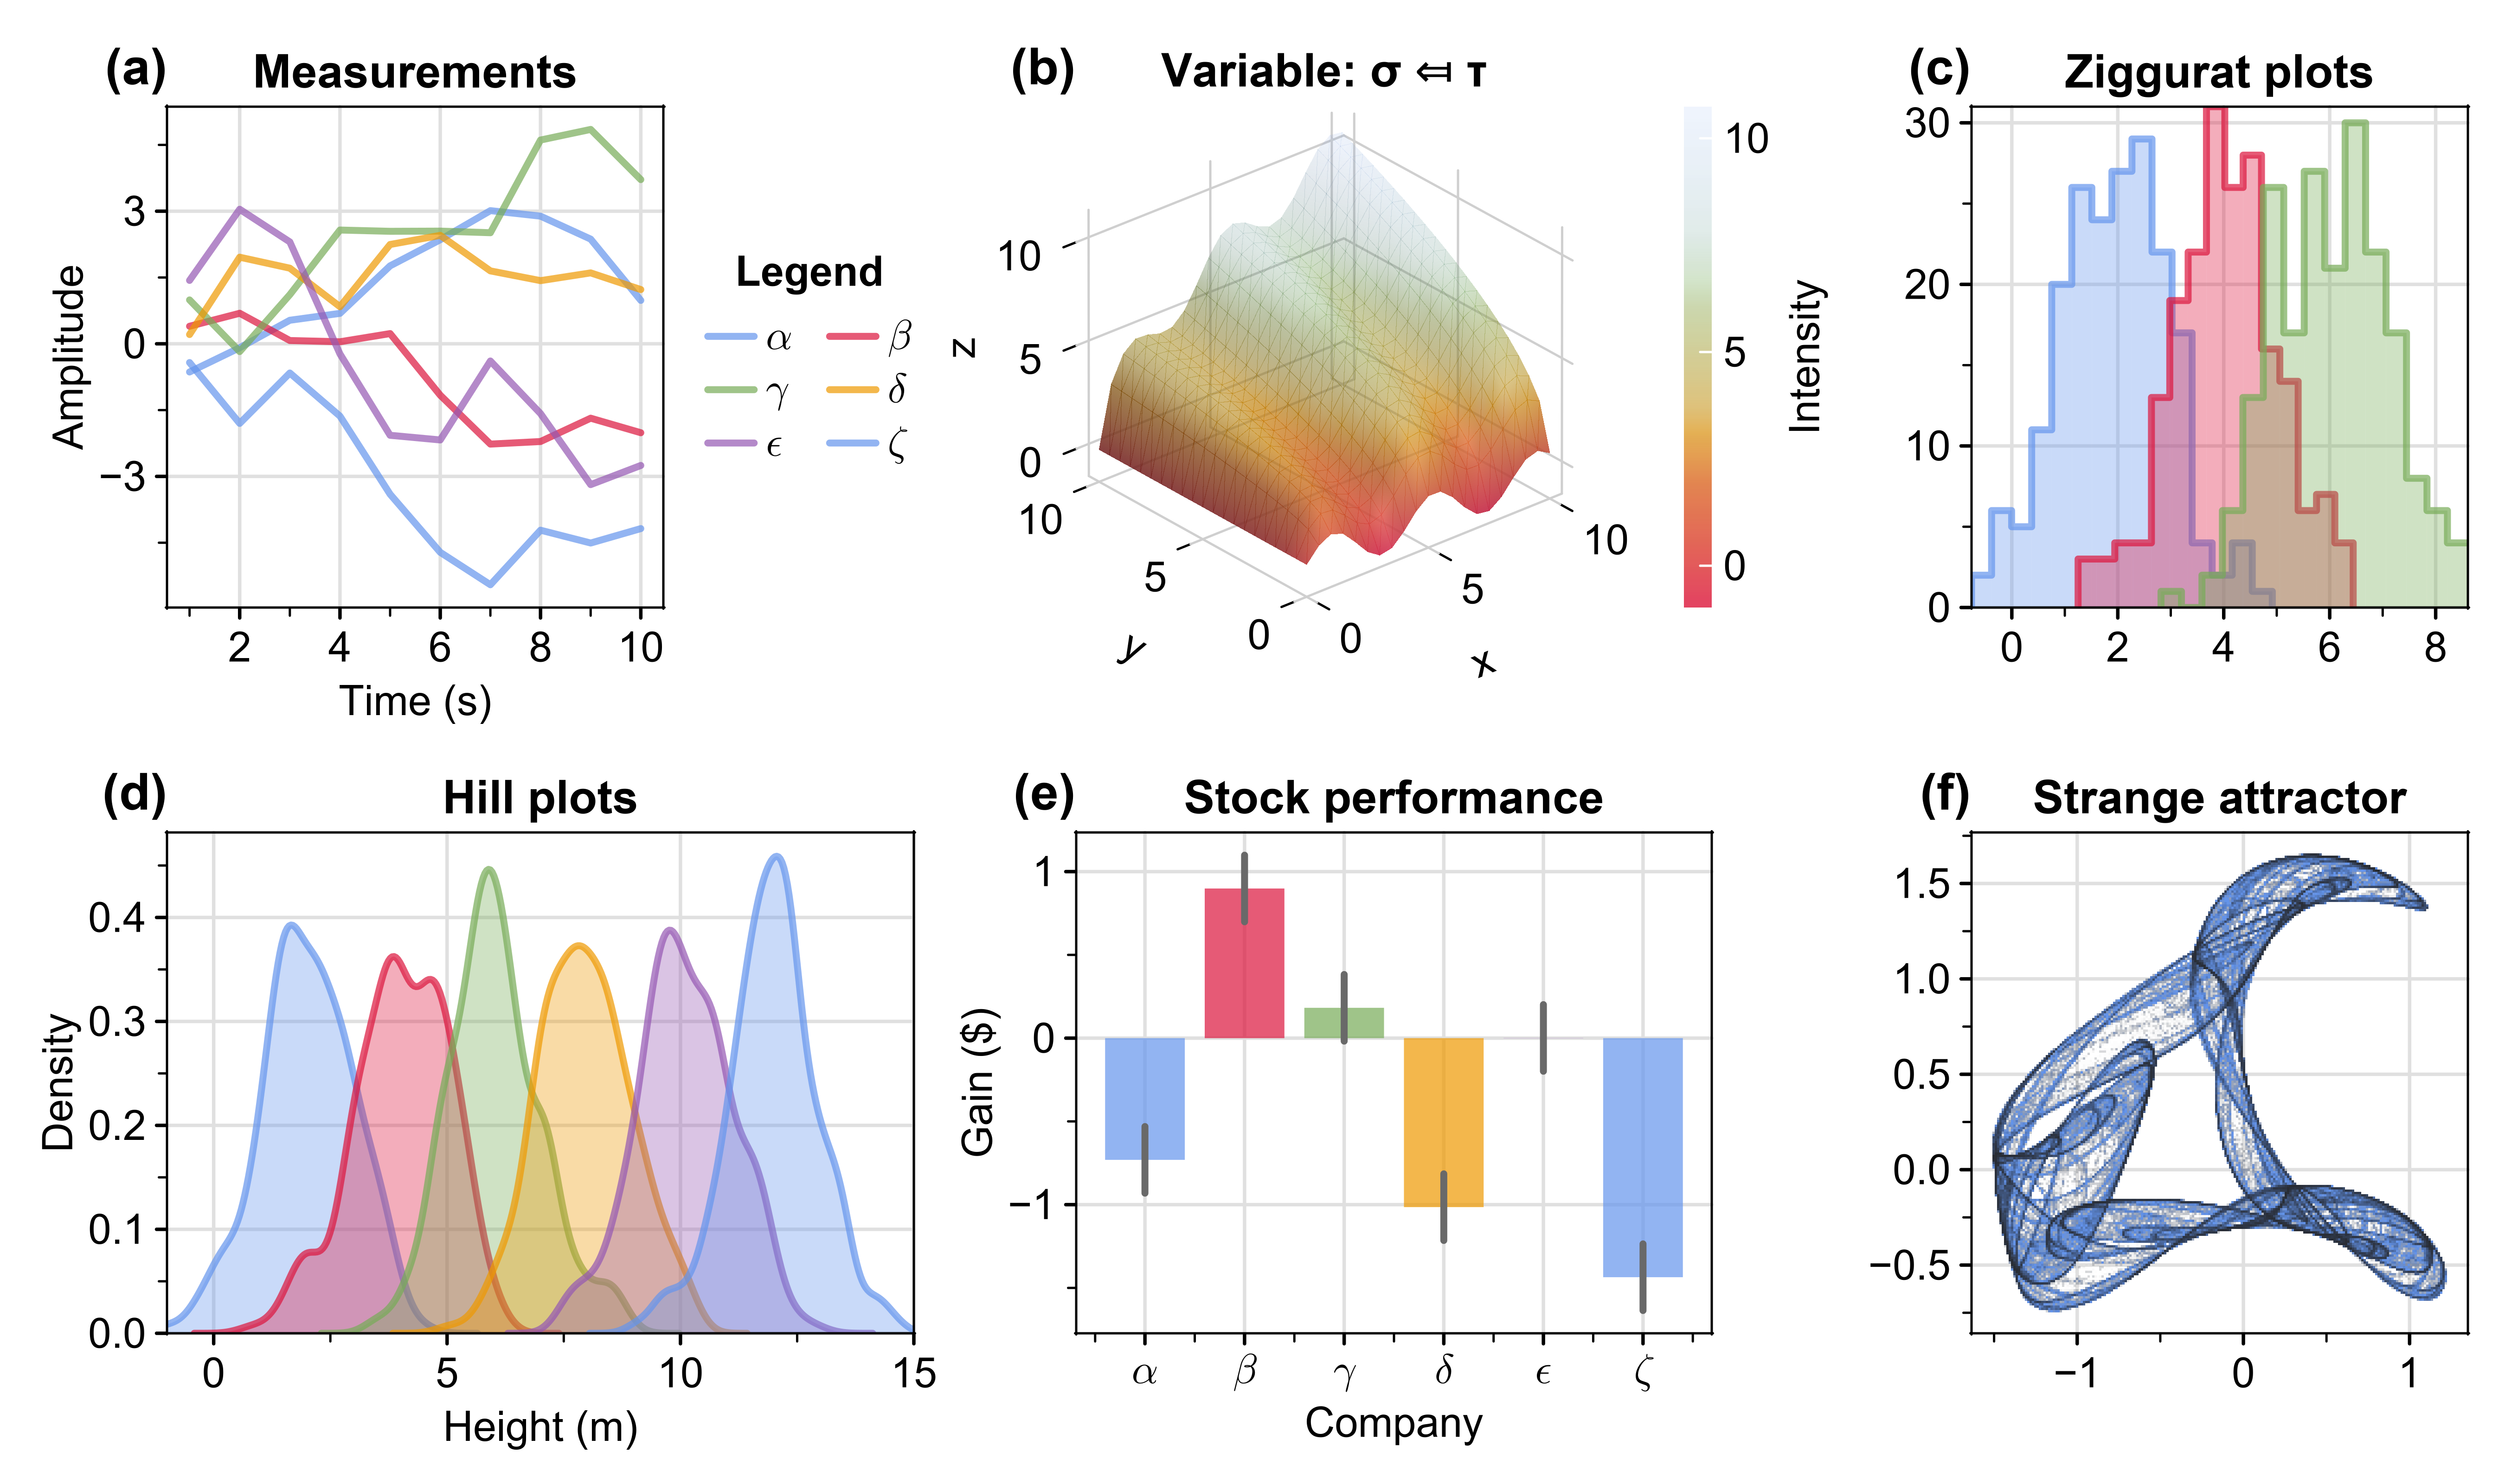 (a) Measurements
3
0
−3
Amplitude
2 4 6 8 10
Time (s)
Legend
α β
γ δ
ϵ ζ
(b) Variable: σ ⭅ τ
10
5
0
z
10
5
0
y
0
5
10
x
10
5
0
Intensity
(c) Ziggurat plots
30
20
10
0
0 2 4 6 8
(d) Hill plots
0.4
0.3
0.2
0.1
0.0
Density
0 5 10 15
Height (m)
(e) Stock performance
1
0
−1
Gain ($)
α β γ δ ϵ ζ
Company
(f) Strange attractor
1.5
1.0
0.5
0.0
−0.5
−1 0 1